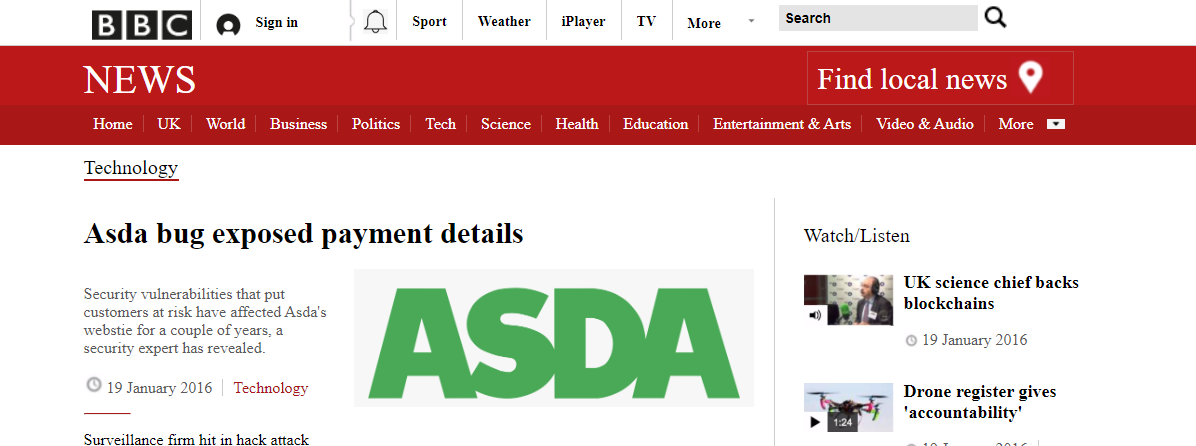 BBC
Sign in
Sport
Weather
iPlayer
TV
More
Search
NEWS
Find local news
Home
UK
World
Business
Politics
Tech
Science
Health
Education
Entertainment & Arts
Video & Audio
More
Technology
Asda bug exposed payment details
Security vulnerabilities that put
customers at risk have affected Asda's
webstie for a couple of years, a
security expert has revealed.
19 January 2016
Technology
Surveillance firm hit in hack attack
ASDA
Watch/Listen
UK science chief backs
blockchains
19 January 2016
Drone register gives
'accountability'
1:24